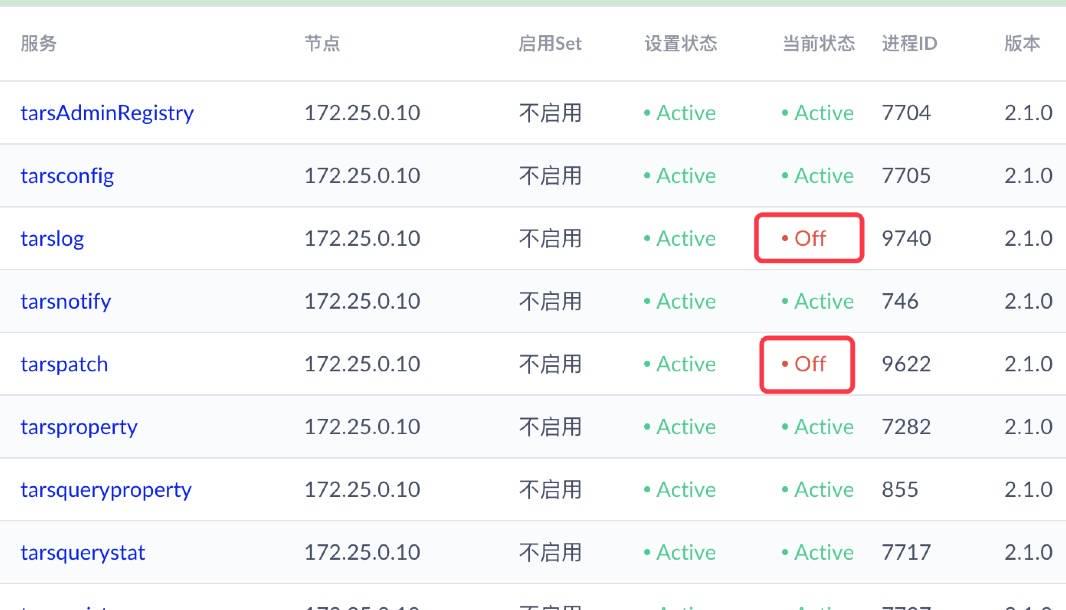 服务 节点 启用Set 设置状态 当前状态 进程ID 版本
tarsAdminRegistry 172.25.0.10 不启用 • Active • Active 7704 2.1.0
tarsconfig 172.25.0.10 不启用 • Active • Active 7705 2.1.0
tarslog 172.25.0.10 不启用 • Active • Off 9740 2.1.0
tarsnotify 172.25.0.10 不启用 • Active • Active 746 2.1.0
tarspatch 172.25.0.10 不启用 • Active • Off 9622 2.1.0
tarsproperty 172.25.0.10 不启用 • Active • Active 7282 2.1.0
tarsqueryproperty 172.25.0.10 不启用 • Active • Active 855 2.1.0
tarsquerystat 172.25.0.10 不启用 • Active • Active 7717 2.1.0